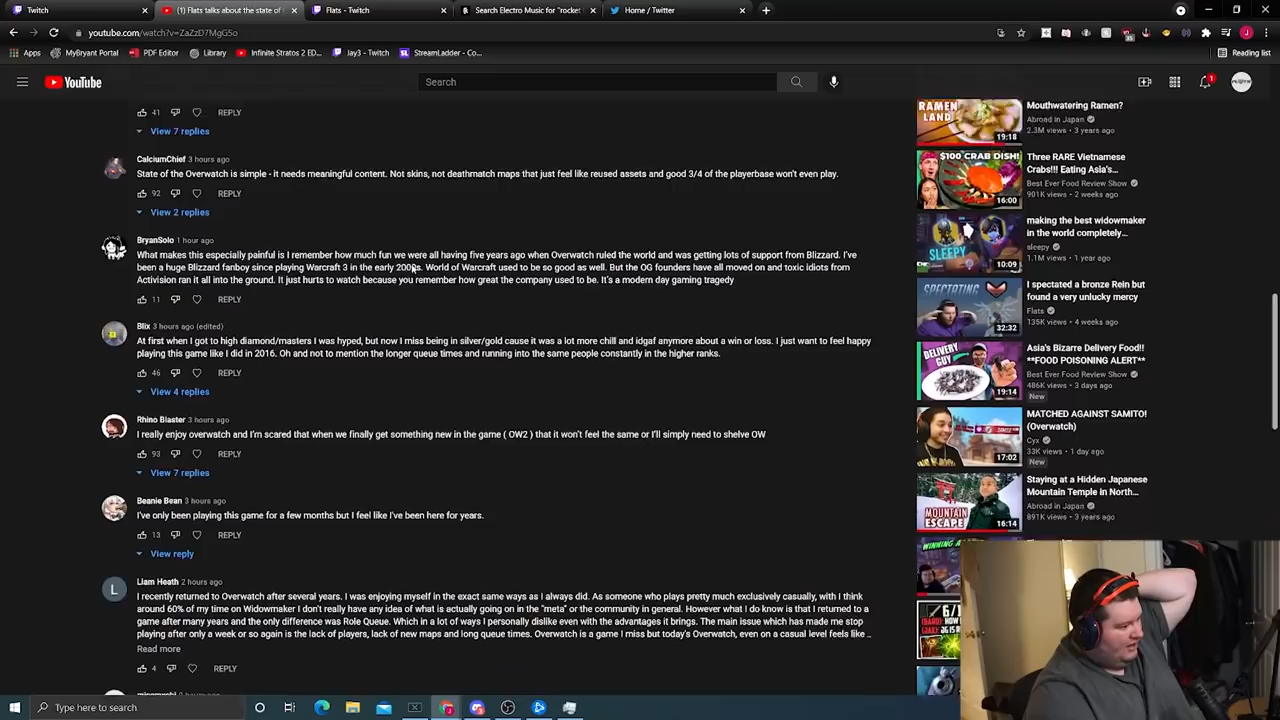 Twitch
(1) Flats talks about the state of
Flats - Twitch
Search Electro Music for "rocket
Home / Twitter
youtube.com/watch?v=ZaZzD7MgG5o
Apps
MyBryant Portal
PDF Editor
Library
Infinite Stratos 2 ED...
Jay3 - Twitch
StreamLadder - Co...
Reading list
YouTube
Search
1
41
REPLY
View 7 replies
CalciumChief 3 hours ago
State of the Overwatch is simple - it needs meaningful content. Not skins, not deathmatch maps that just feel like reused assets and good 3/4 of the playerbase won't even play.
92
REPLY
View 2 replies
BryanSolo 1 hour ago
What makes this especially painful is I remember how much fun we were all having five years ago when Overwatch ruled the world and was getting lots of support from Blizzard. I've
been a huge Blizzard fanboy since playing Warcraft 3 in the early 2000s. World of Warcraft used to be so good as well. But the OG founders have all moved on and toxic idiots from
Activision ran it all into the ground. It just hurts to watch because you remember how great the company used to be. It's a modern day gaming tragedy
11
REPLY
Blix 3 hours ago (edited)
At first when I got to high diamond/masters I was hyped, but now I miss being in silver/gold cause it was a lot more chill and idgaf anymore about a win or loss. I just want to feel happy
playing this game like I did in 2016. Oh and not to mention the longer queue times and running into the same people constantly in the higher ranks.
46
REPLY
View 4 replies
Rhino Blaster 3 hours ago
I really enjoy overwatch and I'm scared that when we finally get something new in the game ( OW2 ) that it won't feel the same or I'll simply need to shelve OW
93
REPLY
View 7 replies
Beanie Bean 3 hours ago
I've only been playing this game for a few months but I feel like I've been here for years.
13
REPLY
View reply
L
Liam Heath 2 hours ago
I recently returned to Overwatch after several years. I was enjoying myself in the exact same ways as I always did. As someone who plays pretty much exclusively casually, with I think
around 60% of my time on Widowmaker I don't really have any idea of what is actually going on in the "meta" or the community in general. However what I do know is that I returned to a
game after many years and the only difference was Role Queue. Which in a lot of ways I personally dislike even with the advantages it brings. The main issue which has made me stop
playing after only a week or so again is the lack of players, lack of new maps and long queue times. Overwatch is a game I miss but today's Overwatch, even on a casual level feels like ...
Read more
4
REPLY
RAMEN
LAND
19:18
Mouthwatering Ramen?
Abroad in Japan
2.3M views • 3 years ago
$100 CRAB DISH!
16:00
Three RARE Vietnamese
Crabs!!! Eating Asia's...
Best Ever Food Review Show
901K views • 2 weeks ago
SLEEPY
10:09
making the best widowmaker
in the world completely...
sleepy
1.1M views • 1 year ago
SPECTATING
32:32
I spectated a bronze Rein but
found a very unlucky mercy
Flats
135K views • 4 weeks ago
DELIVERY
GUY
19:14
Asia's Bizarre Delivery Food!!
**FOOD POISONING ALERT**
Best Ever Food Review Show
486K views • 3 days ago
New
17:02
MATCHED AGAINST SAMITO!
(Overwatch)
Cyx
33K views • 1 day ago
New
MOUNTAIN
ESCAPE
16:14
Staying at a Hidden Japanese
Mountain Temple in North...
Abroad in Japan
891K views • 3 years ago
Type here to search